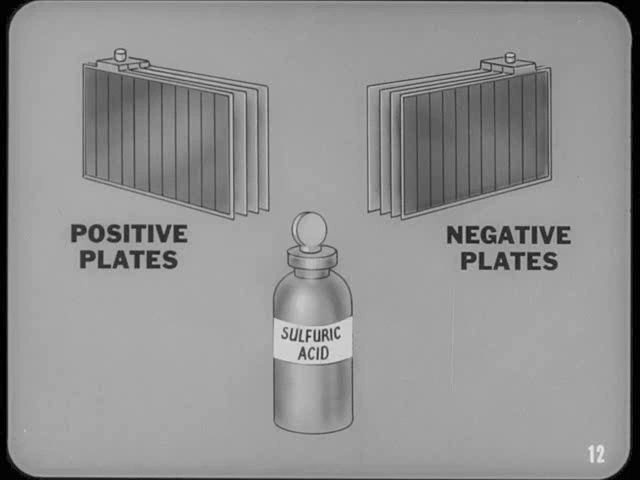 POSITIVE
PLATES
NEGATIVE
PLATES
SULFURIC
ACID
12